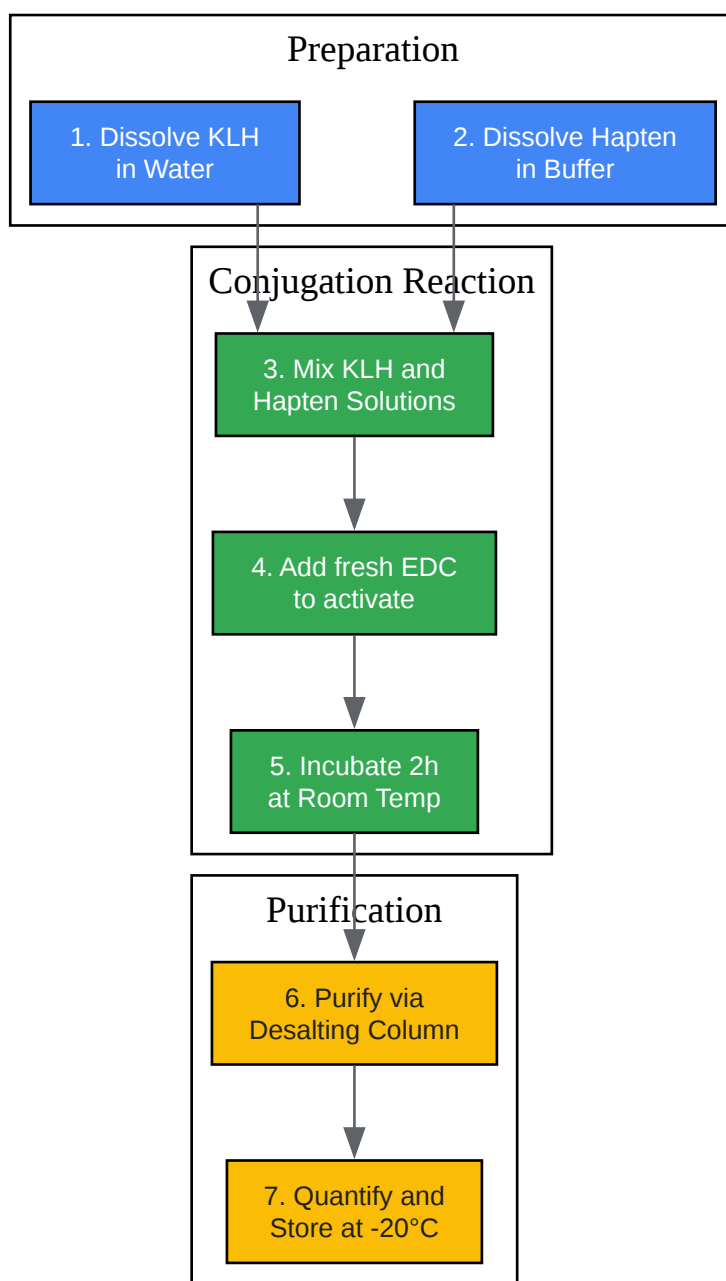 Preparation
1. Dissolve KLH
in Water
2. Dissolve Hapten
in Buffer
Conjugation Reaction
3. Mix KLH and
Hapten Solutions
4. Add fresh EDC
to activate
5. Incubate 2h
at Room Temp
Purification
6. Purify via
Desalting Column
7. Quantify and
Store at -20°C